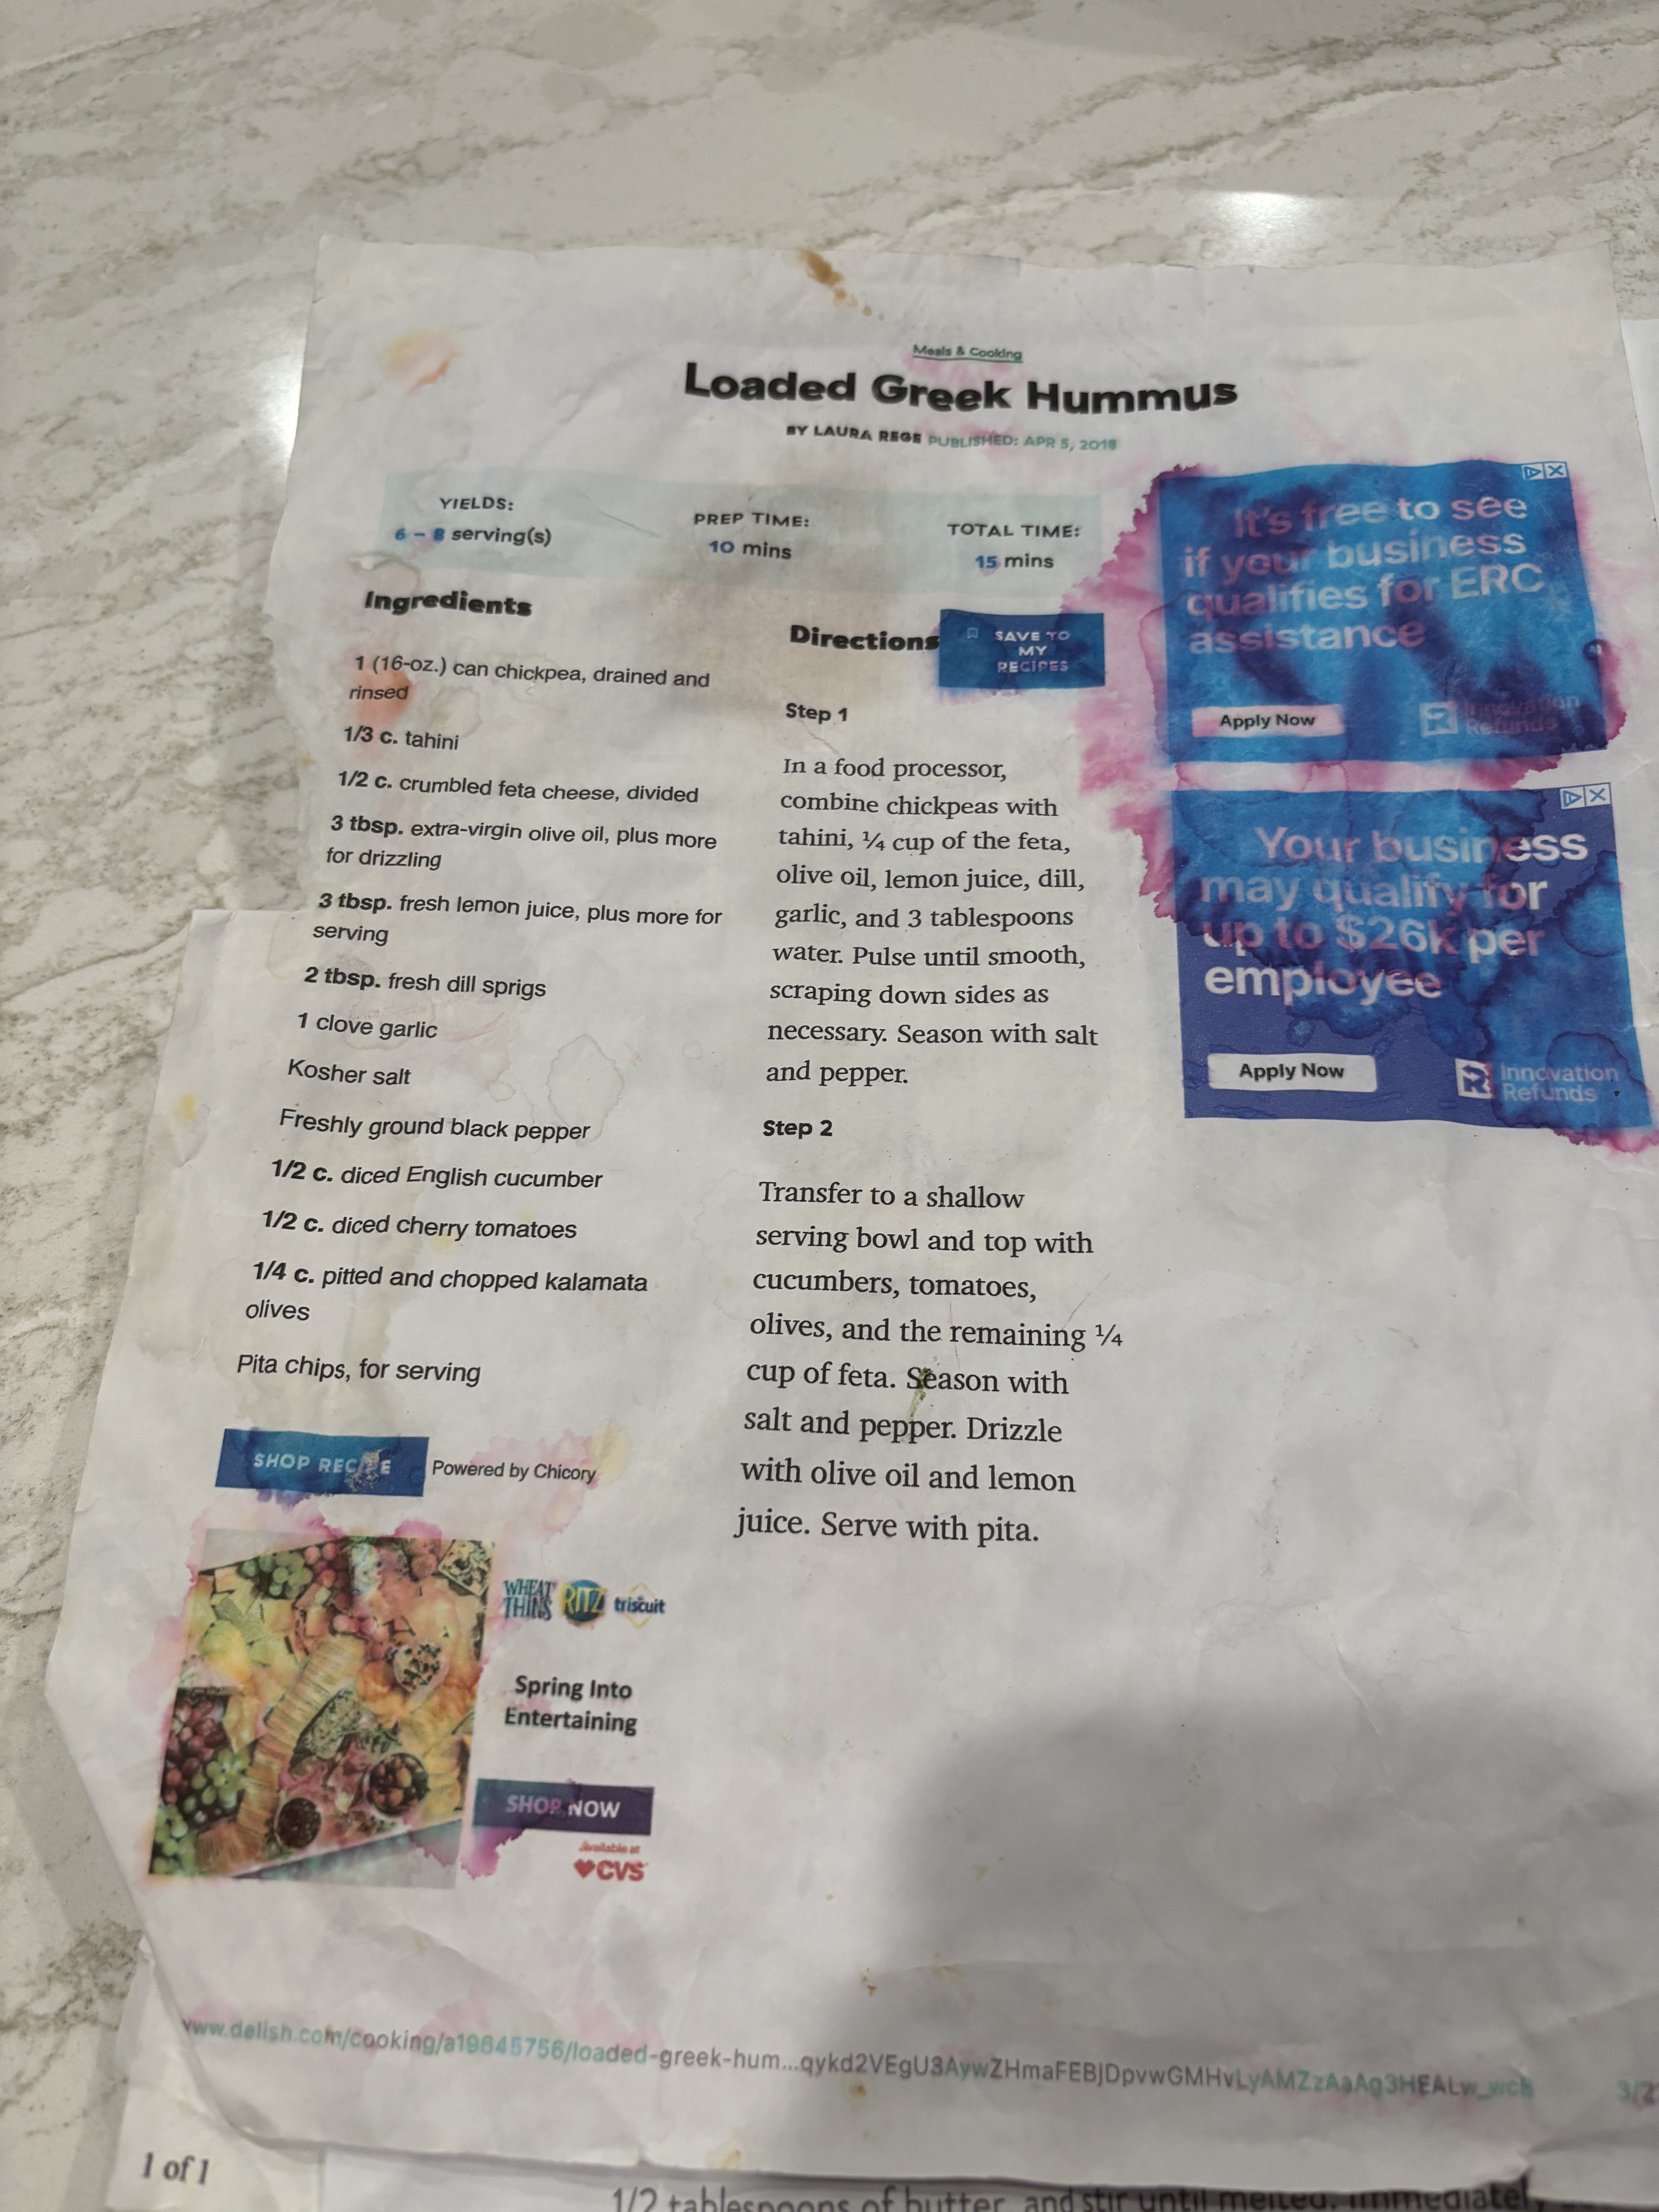 Meals & Cooking
Loaded Greek Hummus
BY LAURA REGE PUBLISHED: APR 5, 2018
YIELDS:
6 – 8 serving(s)
PREP TIME:
10 mins
TOTAL TIME:
15 mins
Ingredients
1 (16-oz.) can chickpea, drained and
rinsed
1/3 c. tahini
1/2 c. crumbled feta cheese, divided
3 tbsp. extra-virgin olive oil, plus more
for drizzling
3 tbsp. fresh lemon juice, plus more for
serving
2 tbsp. fresh dill sprigs
1 clove garlic
Kosher salt
Freshly ground black pepper
1/2 c. diced English cucumber
1/2 c. diced cherry tomatoes
1/4 c. pitted and chopped kalamata
olives
Pita chips, for serving
SHOP RECIPE
Powered by Chicory
WHEAT
THINS
RITZ
triscuit
Spring Into
Entertaining
SHOP NOW
Available at
CVS
Directions
SAVE TO
MY
RECIPES
Step 1
In a food processor,
combine chickpeas with
tahini, ¼ cup of the feta,
olive oil, lemon juice, dill,
garlic, and 3 tablespoons
water. Pulse until smooth,
scraping down sides as
necessary. Season with salt
and pepper.
Step 2
Transfer to a shallow
serving bowl and top with
cucumbers, tomatoes,
olives, and the remaining ¼
cup of feta. Season with
salt and pepper. Drizzle
with olive oil and lemon
juice. Serve with pita.
It's free to see
if your business
qualifies for ERC
assistance
Apply Now
Innovation
Refunds
Your business
may qualify for
up to $26k per
employee
Apply Now
Innovation
Refunds
www.delish.com/cooking/a19645756/loaded-greek-hum...qykd2VEgU3AywZHmaFEBJDpvwGMHvLyAMZzAaAg3HEALw_wcB
1 of 1
1/2 tablespoons of butter, and stir until melted. Immediately